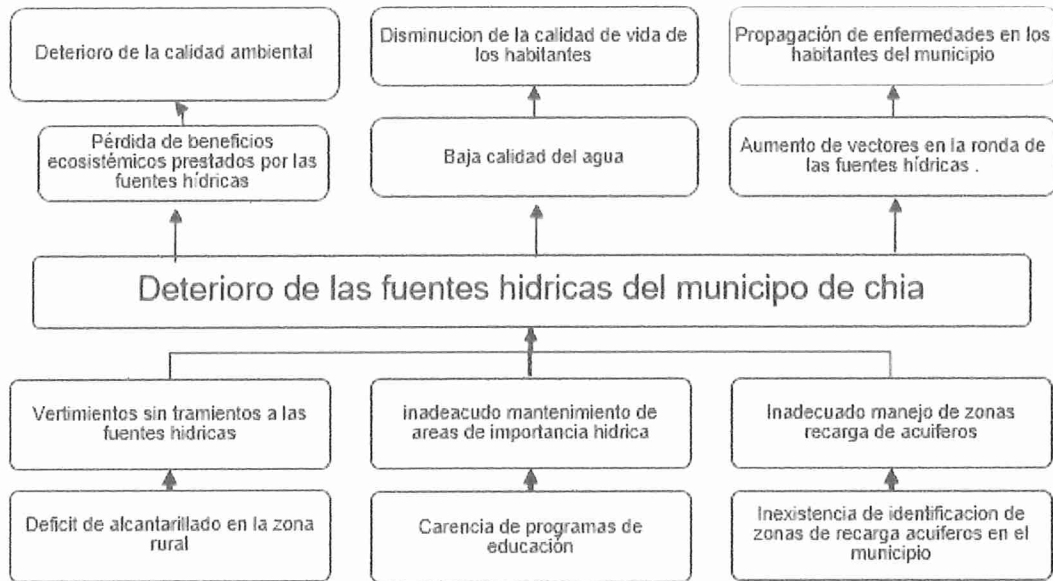 Deterioro de la calidad ambiental
Disminucion de la calidad de vida de
los habitantes
Propagación de enfermedades en los
habitantes del municipio
Pérdida de beneficios
ecosistémicos prestados por las
fuentes hídricas
Baja calidad del agua
Aumento de vectores en la ronda de
las fuentes hídricas .
Deterioro de las fuentes hidricas del municipo de chia
Vertimientos sin tramientos a las
fuentes hidricas
inadeacudo mantenimiento de
areas de importancia hidrica
Inadecuado manejo de zonas
recarga de acuiferos
Deficit de alcantarillado en la zona
rural
Carencia de programas de
educación
Inexistencia de identificacion de
zonas de recarga acuiferos en el
municipio